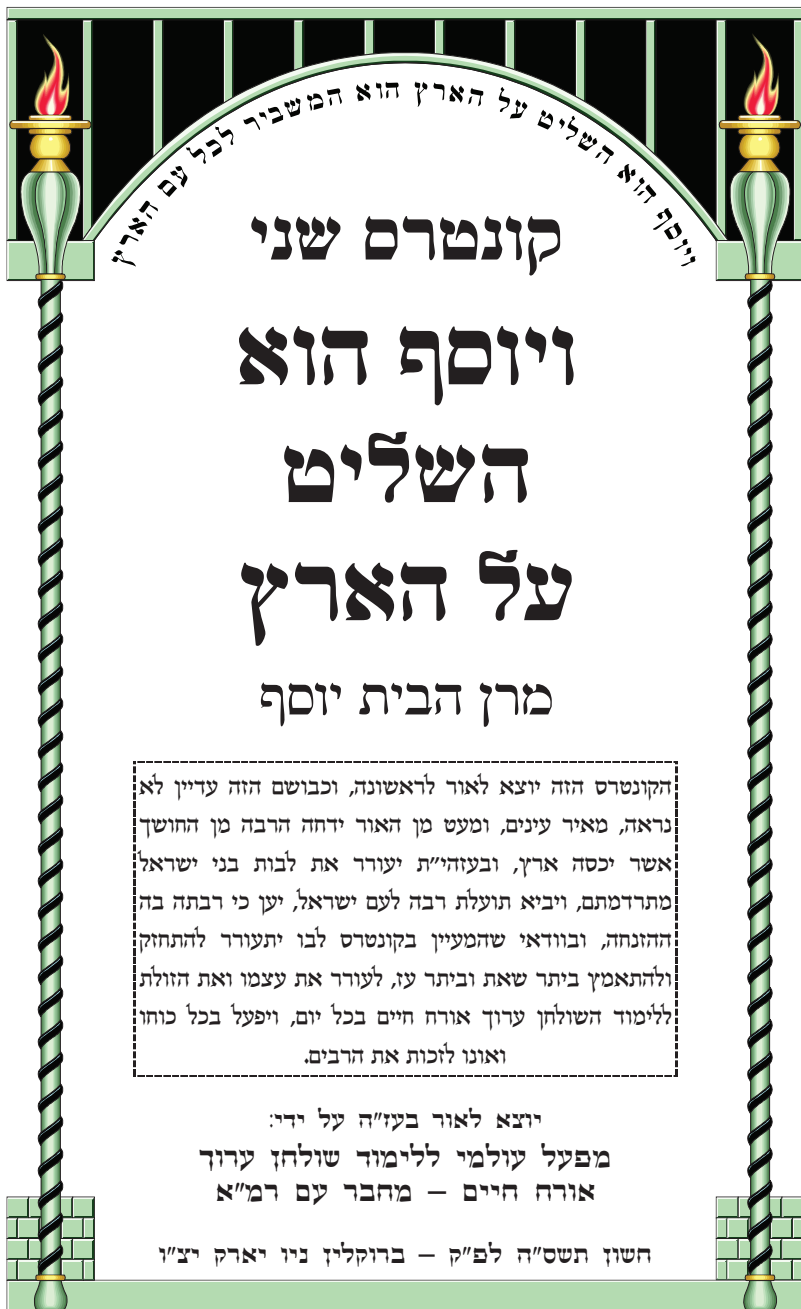 ויוסף הוא השליט על הארץ הוא המשביר לכל עם הארץ
קונטרס שני
ויוסף הוא
השליט
על הארץ
מרן הבית יוסף
הקונטרס הזה יוצא לאור לראשונה, וכבושם הזה עדיין לא
נראה, מאיר עינים, ומעט מן האור ידחה הרבה מן החושך
אשר יכסה ארץ, ובעזהי״ת יעורר את לבות בני ישראל
מתרדמתם, ויביא תועלת רבה לעם ישראל, יען כי רבתה בה
ההזנחה, ובוודאי שהמעיין בקונטרס לבו יתעורר להתחזק
ולהתאמץ ביתר שאת וביתר עז, לעורר את עצמו ואת הזולת
ללימוד השולחן ערוך אורח חיים בכל יום, ויפעל בכל כוחו
ואונו לזכות את הרבים.
יוצא לאור בעז״ה על ידי:
מפעל עולמי ללימוד שולחן ערוך
אורח חיים – מחבר עם רמ״א
חשון תשס״ה לפ״ק – ברוקלין ניו יארק יצ״ו